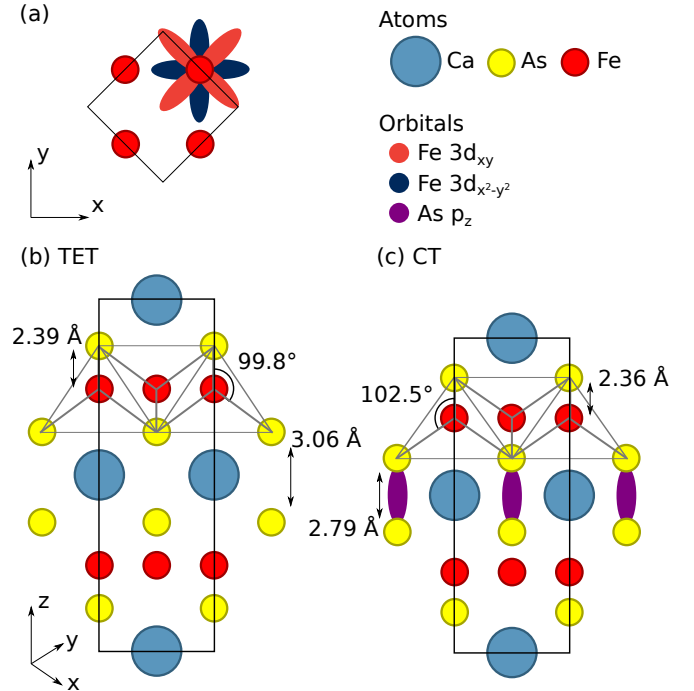 (a)
y
x
Atoms
Ca
As
Fe
Orbitals
Fe 3dxy
Fe 3dx²-y²
As pz
(b) TET
2.39 Å
99.8°
3.06 Å
z
y
x
(c) CT
102.5°
2.36 Å
2.79 Å